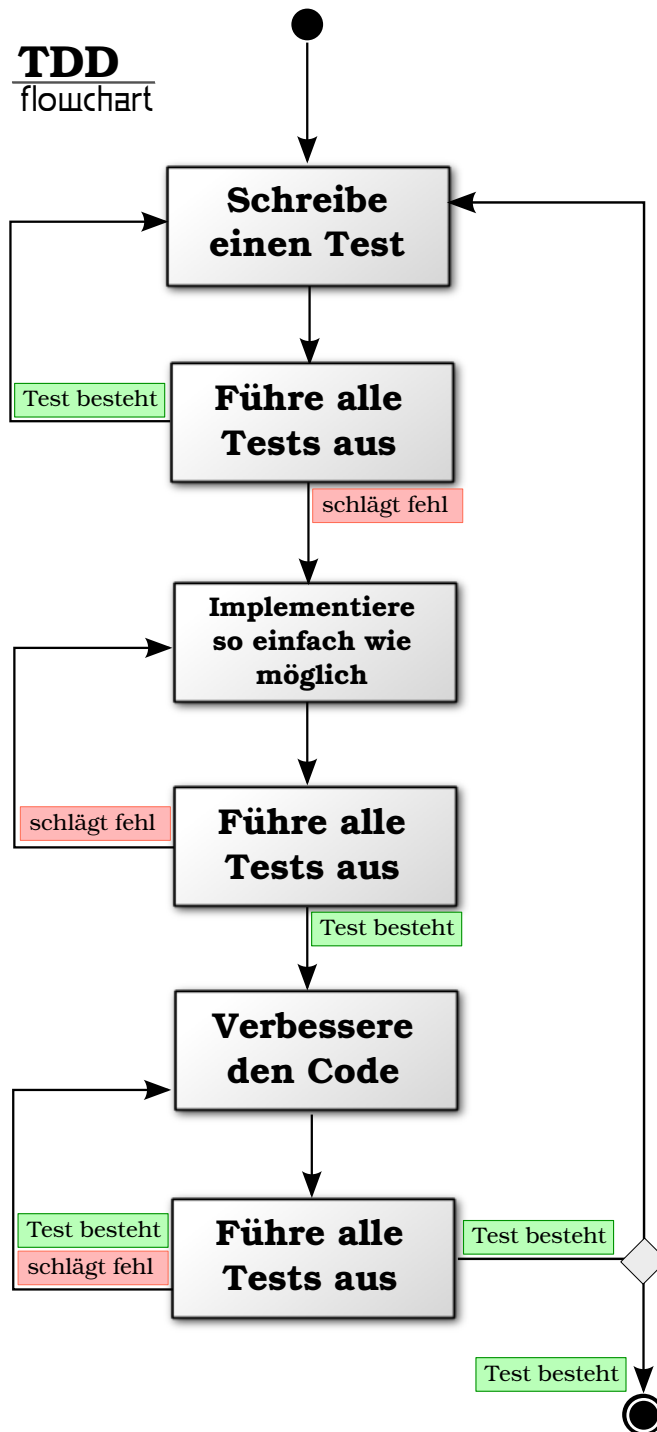 TDD
flowchart
Schreibe
einen Test
Test besteht
Führe alle
Tests aus
schlägt fehl
Implementiere
so einfach wie
möglich
schlägt fehl
Führe alle
Tests aus
Test besteht
Verbessere
den Code
Test besteht
schlägt fehl
Führe alle
Tests aus
Test besteht
Test besteht